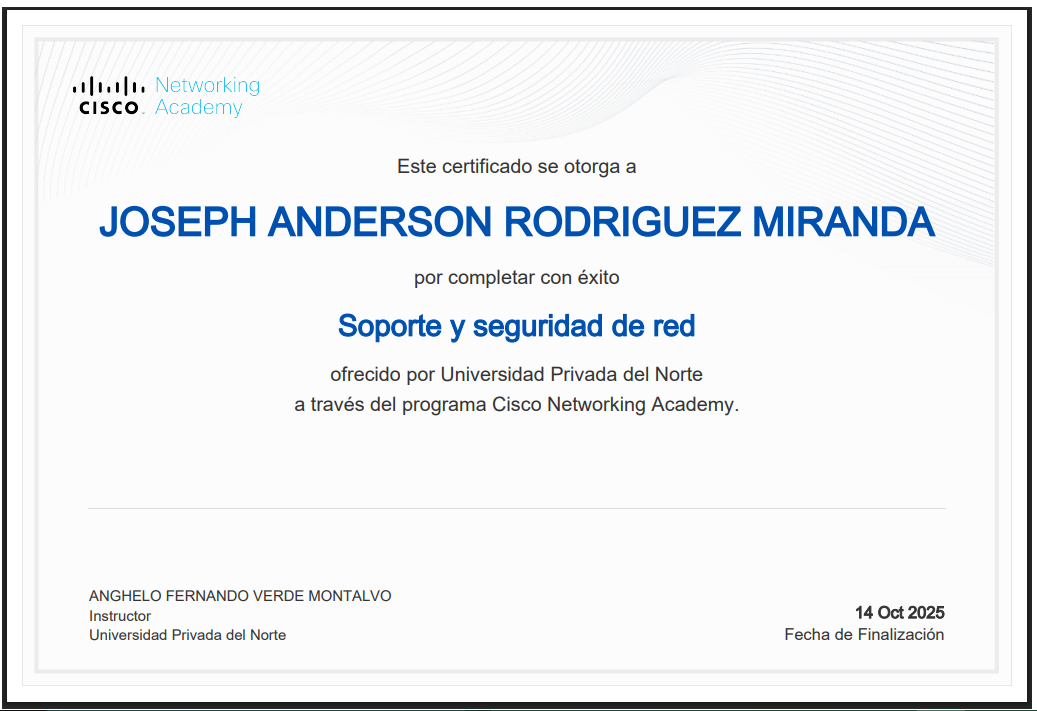 Networking
CISCO Academy
Este certificado se otorga a
JOSEPH ANDERSON RODRIGUEZ MIRANDA
por completar con éxito
Soporte y seguridad de red
ofrecido por Universidad Privada del Norte
a través del programa Cisco Networking Academy.
ANGHELO FERNANDO VERDE MONTALVO
Instructor
Universidad Privada del Norte
14 Oct 2025
Fecha de Finalización